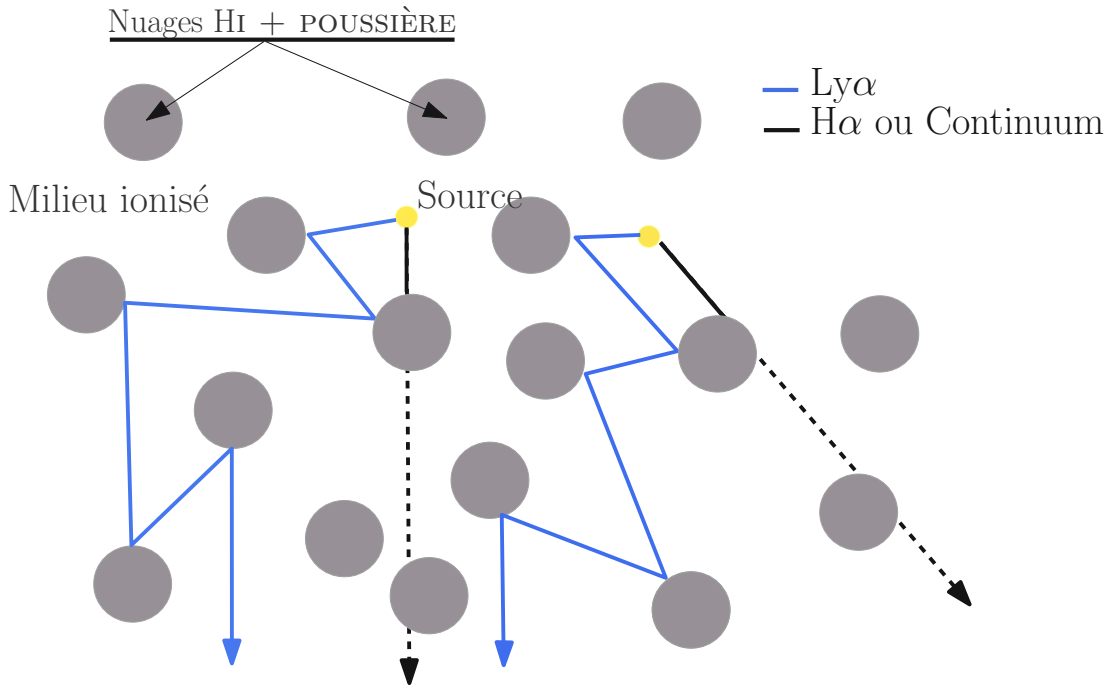 Nuages HI + POUSSIÈRE
Lyα
Hα ou Continuum
Milieu ionisé
Source